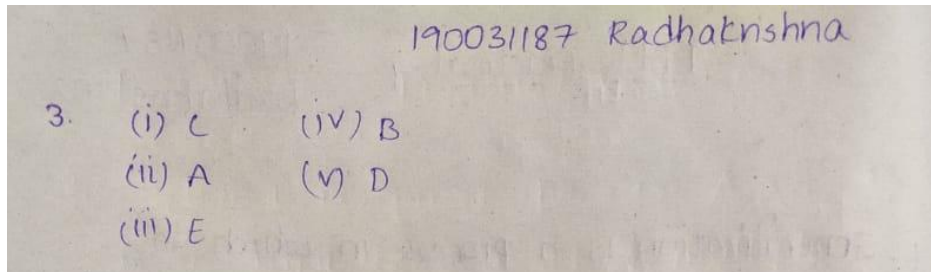 190031187 Radhakrishna
3. (i) C (iv) B
(ii) A (v) D
(iii) E